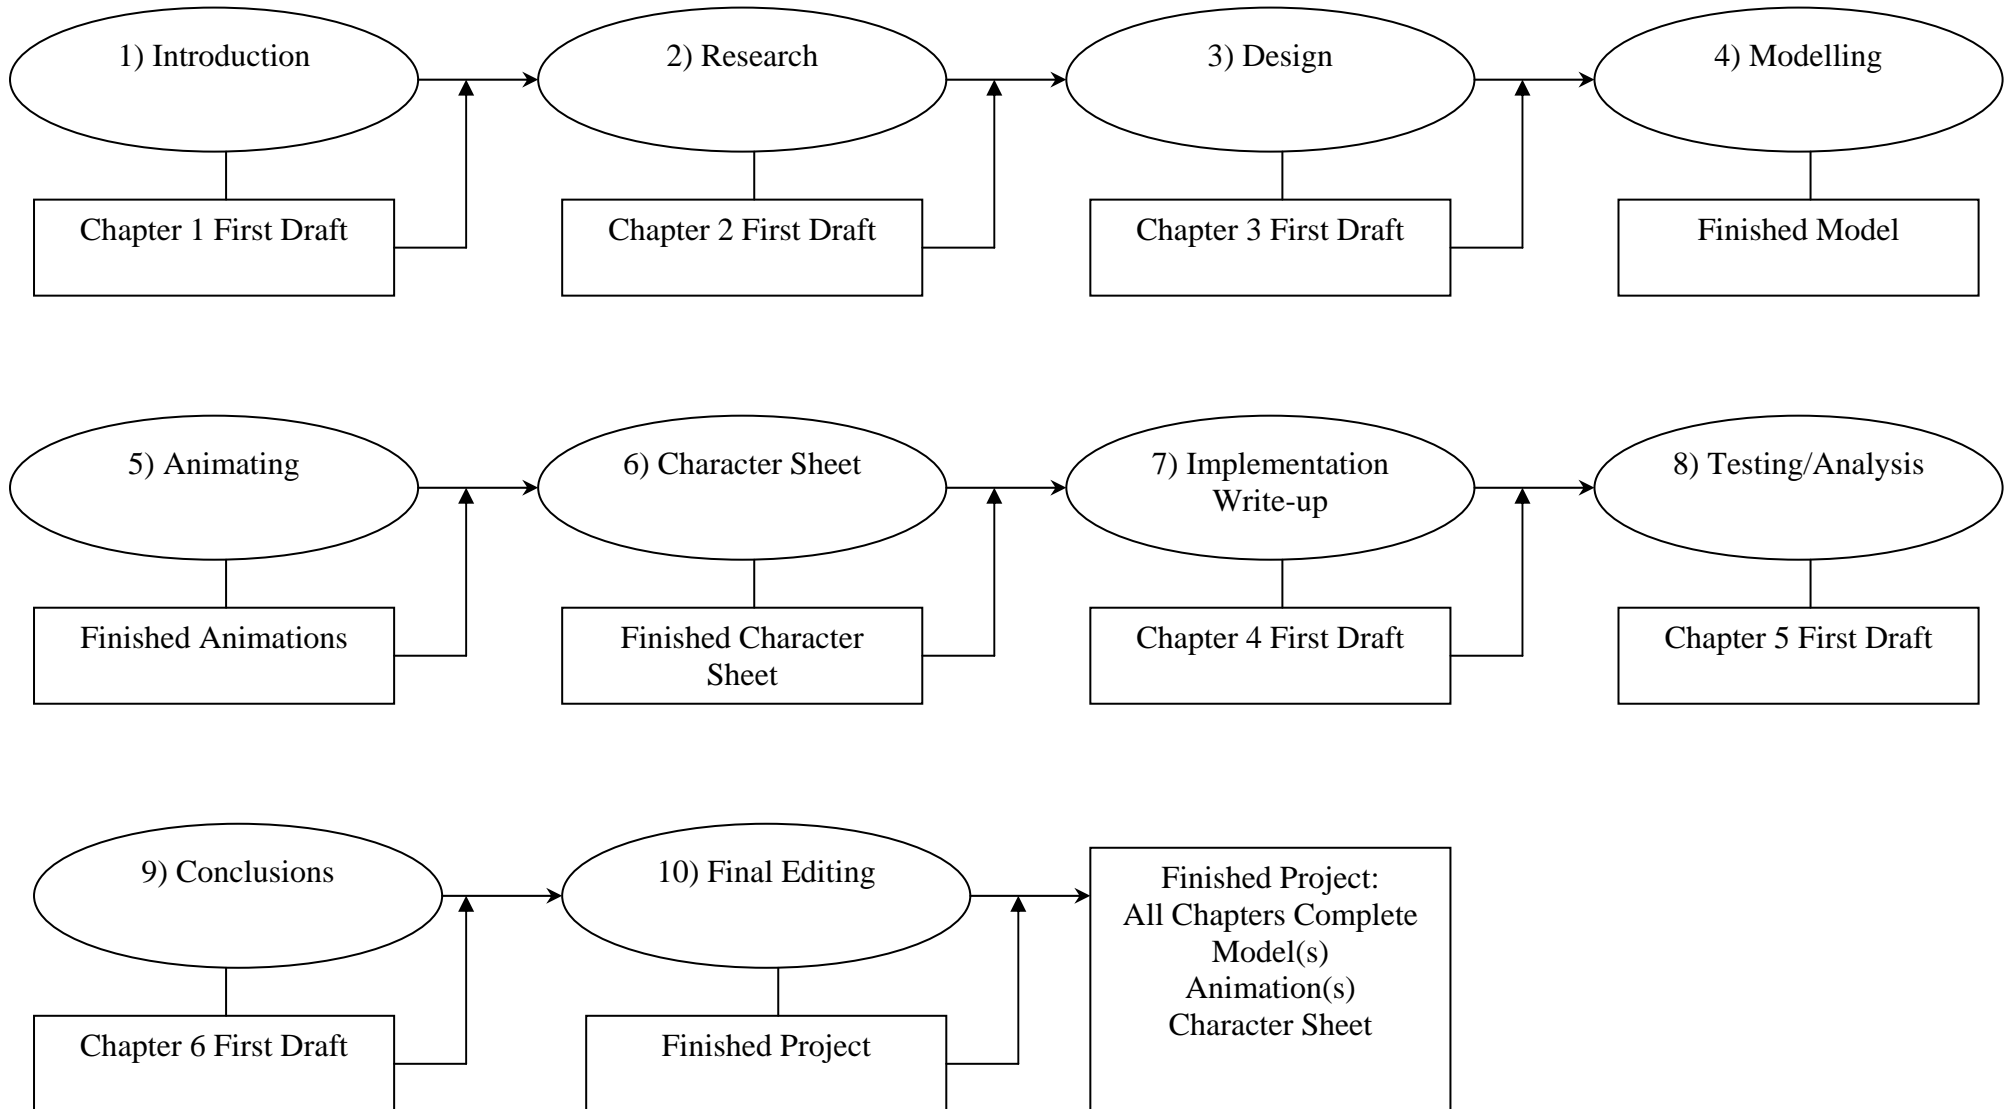 1) Introduction
2) Research
3) Design
4) Modelling
Chapter 1 First Draft
Chapter 2 First Draft
Chapter 3 First Draft
Finished Model
5) Animating
6) Character Sheet
7) Implementation
Write-up
8) Testing/Analysis
Finished Animations
Finished Character
Sheet
Chapter 4 First Draft
Chapter 5 First Draft
9) Conclusions
10) Final Editing
Finished Project:
All Chapters Complete
Model(s)
Animation(s)
Character Sheet
Chapter 6 First Draft
Finished Project